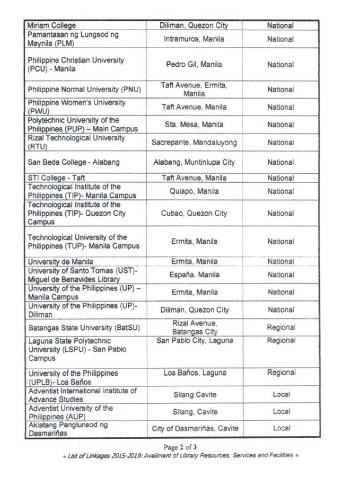 Miriam College Diliman, Quezon City National
Pamantasan ng Lungsod ng
Maynila (PLM) Intramuros, Manila National
Philippine Christian University
(PCU) - Manila Pedro Gil, Manila National
Philippine Normal University (PNU) Taft Avenue, Ermita,
Manila National
Philippine Women's University
(PWU) Taft Avenue, Manila National
Polytechnic University of the
Philippines (PUP) – Main Campus Sta. Mesa, Manila National
Rizal Technological University
(RTU) Sacrepante, Mandaluyong National
San Beda College - Alabang Alabang, Muntinlupa City National
STI College - Taft Taft Avenue, Manila National
Technological Institute of the
Philippines (TIP)- Manila Campus Quiapo, Manila National
Technological Institute of the
Philippines (TIP)- Quezon City
Campus Cubao, Quezon City National
Technological University of the
Philippines (TUP)- Manila Campus Ermita, Manila National
University de Manila Ermita, Manila National
University of Santo Tomas (UST)-
Miguel de Benavides Library España, Manila National
University of the Philippines (UP) –
Manila Campus Ermita, Manila National
University of the Philippines (UP)-
Diliman Diliman, Quezon City National
Batangas State University (BatSU) Rizal Avenue,
Batangas City Regional
Laguna State Polytechnic
University (LSPU) - San Pablo
Campus San Pablo City, Laguna Regional
University of the Philippines
(UPLB)- Los Baños Los Baños, Laguna Regional
Adventist International Institute of
Advance Studies Silang Cavite Local
Adventist University of the
Philippines (AUP) Silang, Cavite Local
Aklatang Panglunsod ng
Dasmariñas City of Dasmariñas, Cavite Local
Page 2 of 3
List of Linkages 2015-2019: Availment of Library Resources, Services and Facilities